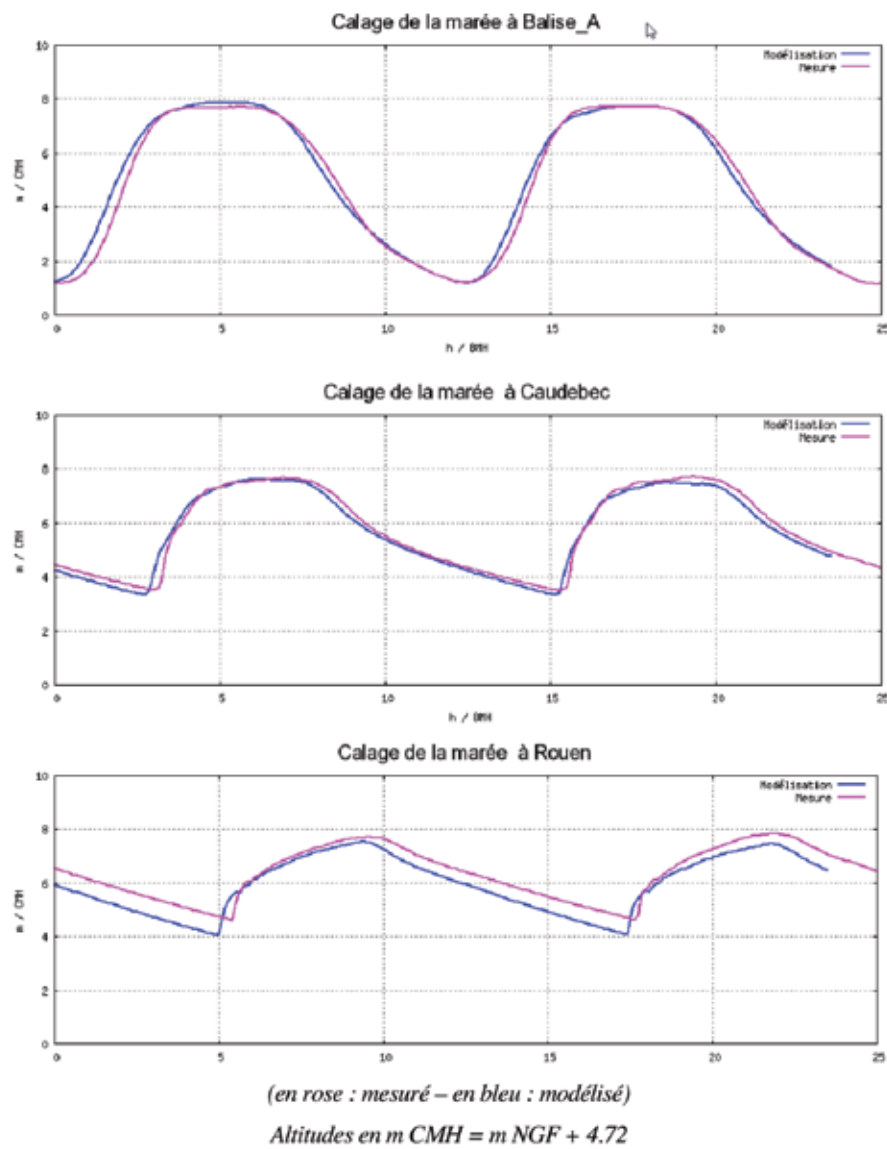 Calage de la marée à Balise_A
Modélisation
Mesure
10
8
6
4
2
0
m / CMH
0 5 10 15 20 25
h / BMH
Calage de la marée à Caudebec
Modélisation
Mesure
10
8
6
4
2
0
m / CMH
0 5 10 15 20 25
h / BMH
Calage de la marée à Rouen
Modélisation
Mesure
10
8
6
4
2
0
m / CMH
0 5 10 15 20 25
(en rose : mesuré – en bleu : modélisé)
Altitudes en m CMH = m NGF + 4.72